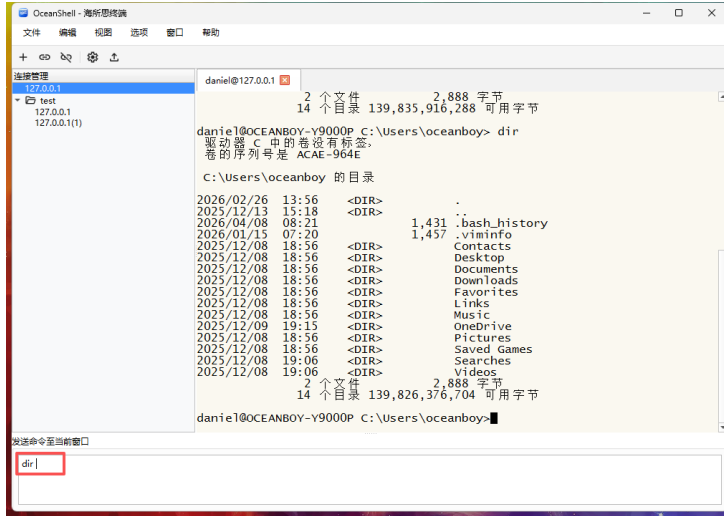 OceanShell - 海所思终端
文件 编辑 视图 选项 窗口 帮助
连接管理
127.0.0.1
test
127.0.0.1
127.0.0.1(1)
daniel@127.0.0.1
2 个文件 2,888 字节
14 个目录 139,835,916,288 可用字节
daniel@OCEANBOY-Y9000P C:\Users\oceanboy> dir
驱动器 C 中的卷没有标签。
卷的序列号是 ACAE-964E
C:\Users\oceanboy 的目录
2026/02/26 13:56 <DIR> .
2025/12/13 15:18 <DIR> ..
2026/04/08 08:21 1,431 .bash_history
2026/01/15 07:20 1,457 .viminfo
2025/12/08 18:56 <DIR> Contacts
2025/12/08 18:56 <DIR> Desktop
2025/12/08 18:56 <DIR> Documents
2025/12/08 18:56 <DIR> Downloads
2025/12/08 18:56 <DIR> Favorites
2025/12/08 18:56 <DIR> Links
2025/12/08 18:56 <DIR> Music
2025/12/09 19:15 <DIR> OneDrive
2025/12/08 18:56 <DIR> Pictures
2025/12/08 18:56 <DIR> Saved Games
2025/12/08 19:06 <DIR> Searches
2025/12/08 19:06 <DIR> Videos
2 个文件 2,888 字节
14 个目录 139,826,376,704 可用字节
daniel@OCEANBOY-Y9000P C:\Users\oceanboy>
发送命令至当前窗口
dir